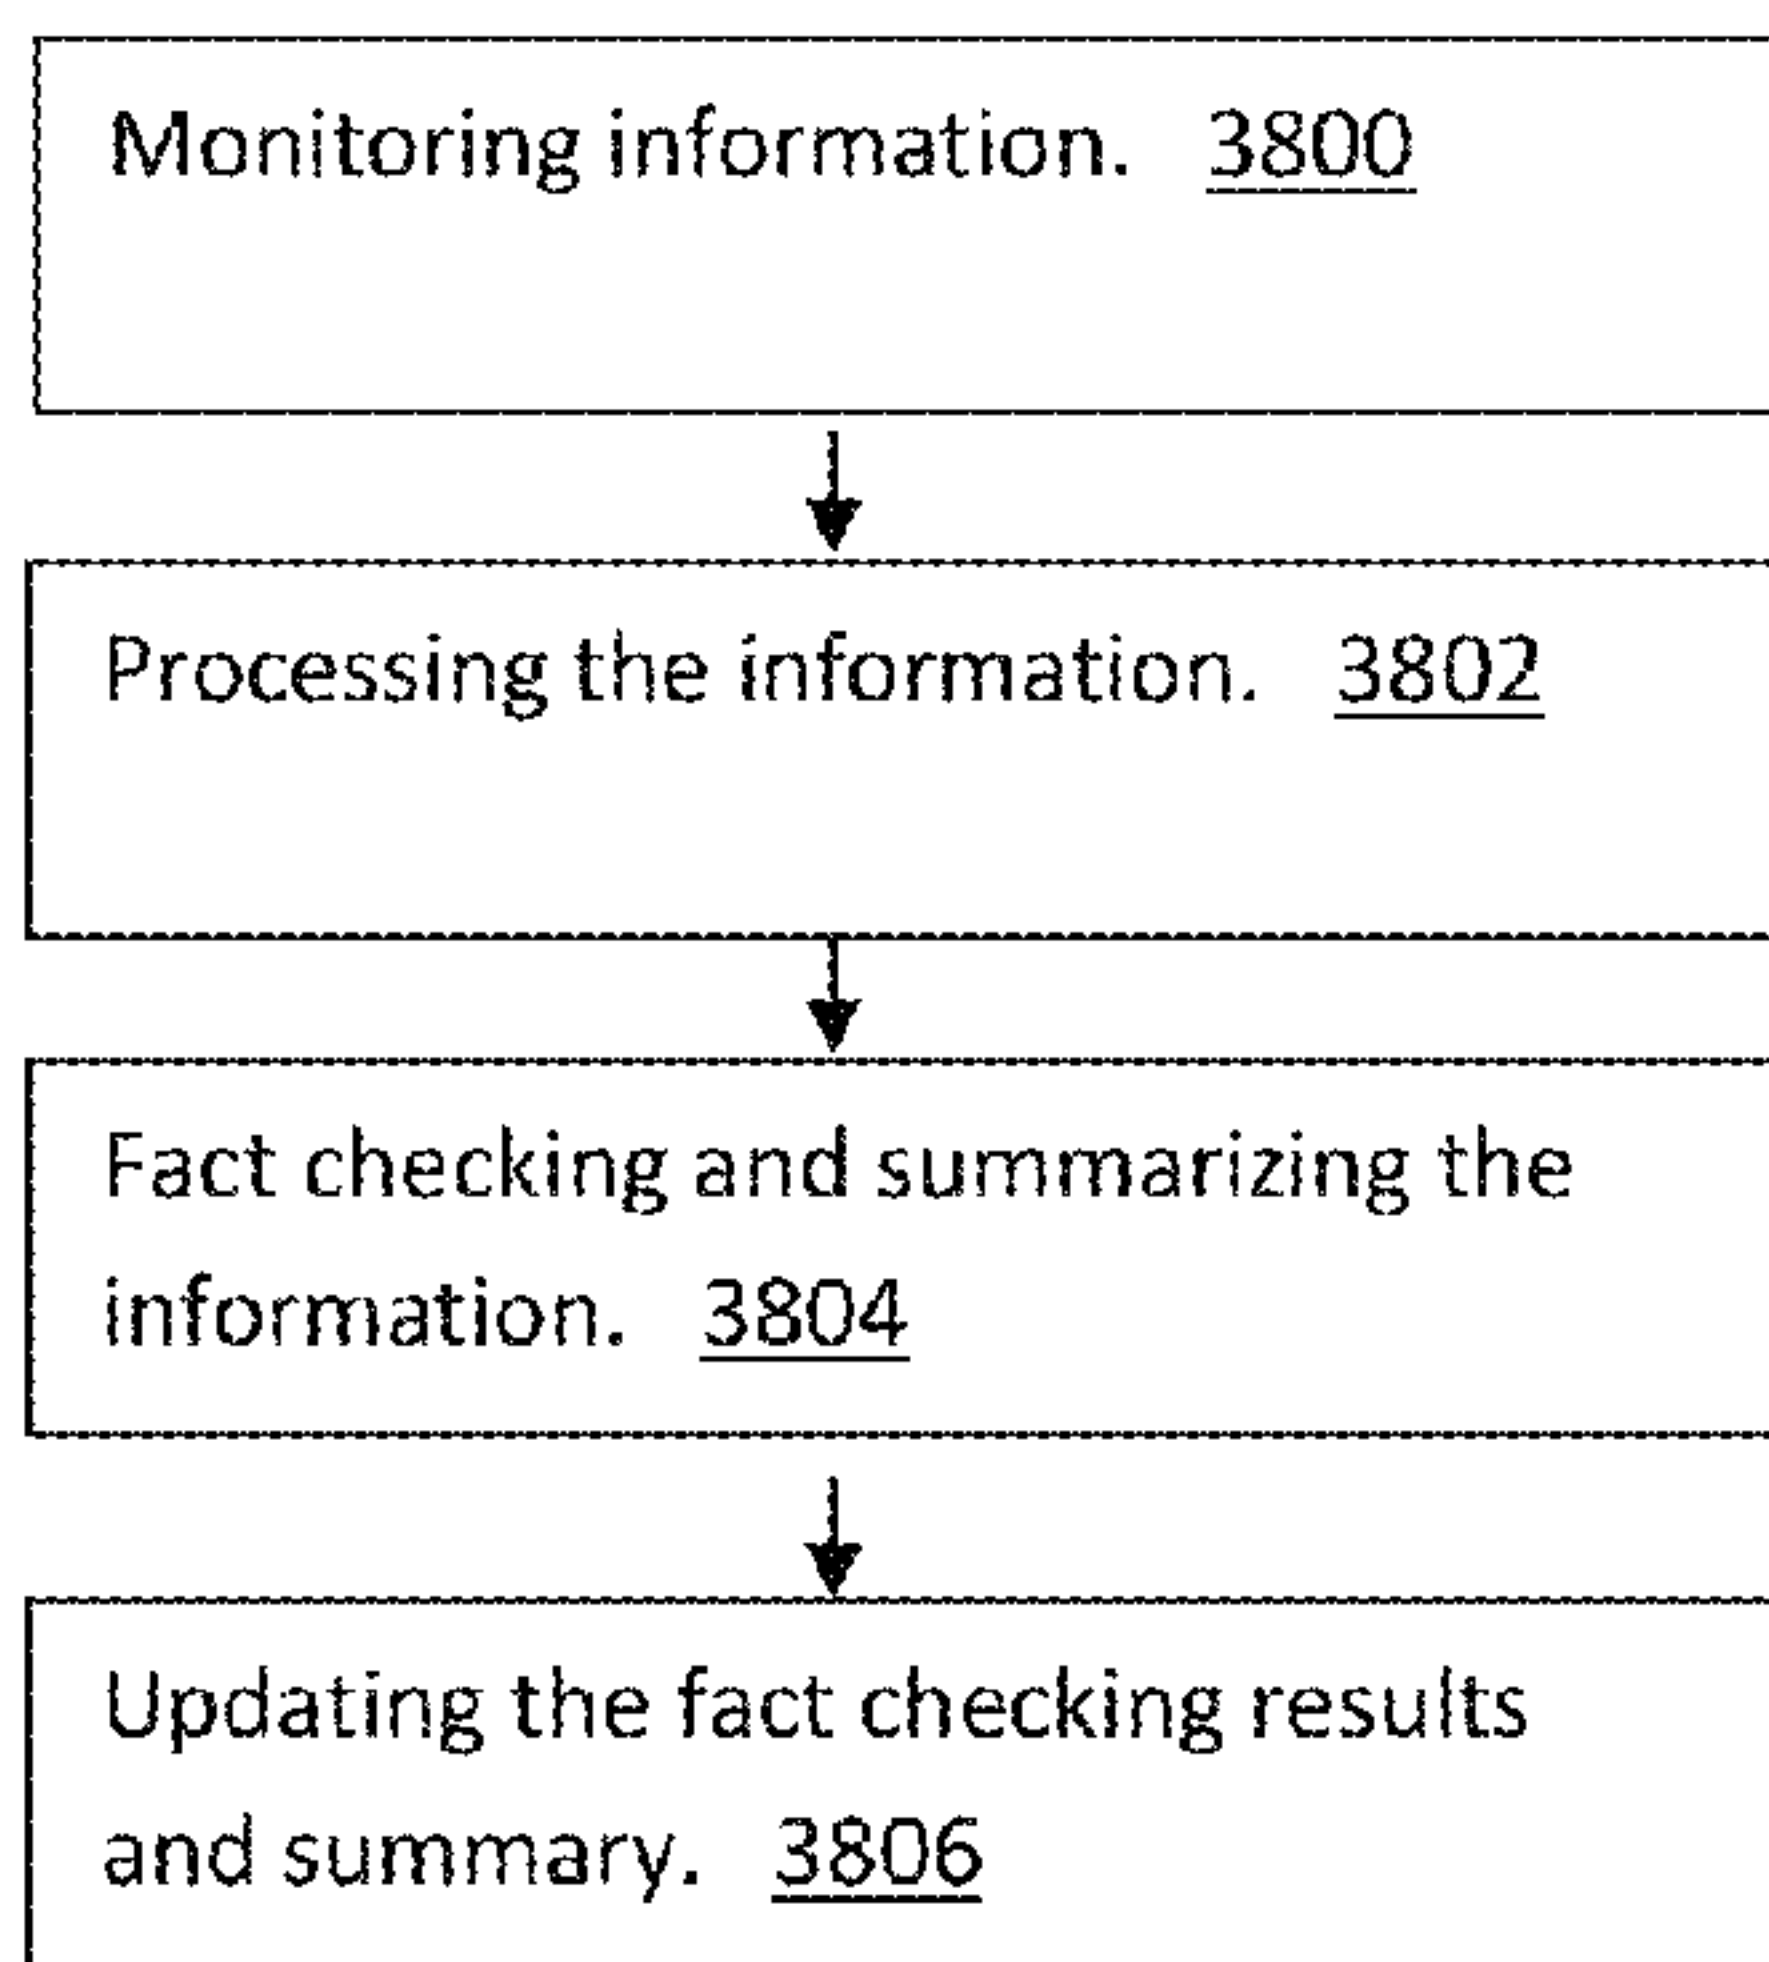 Monitoring information. 3800
Processing the information. 3802
Fact checking and summarizing the
information. 3804
Updating the fact checking results
and summary. 3806